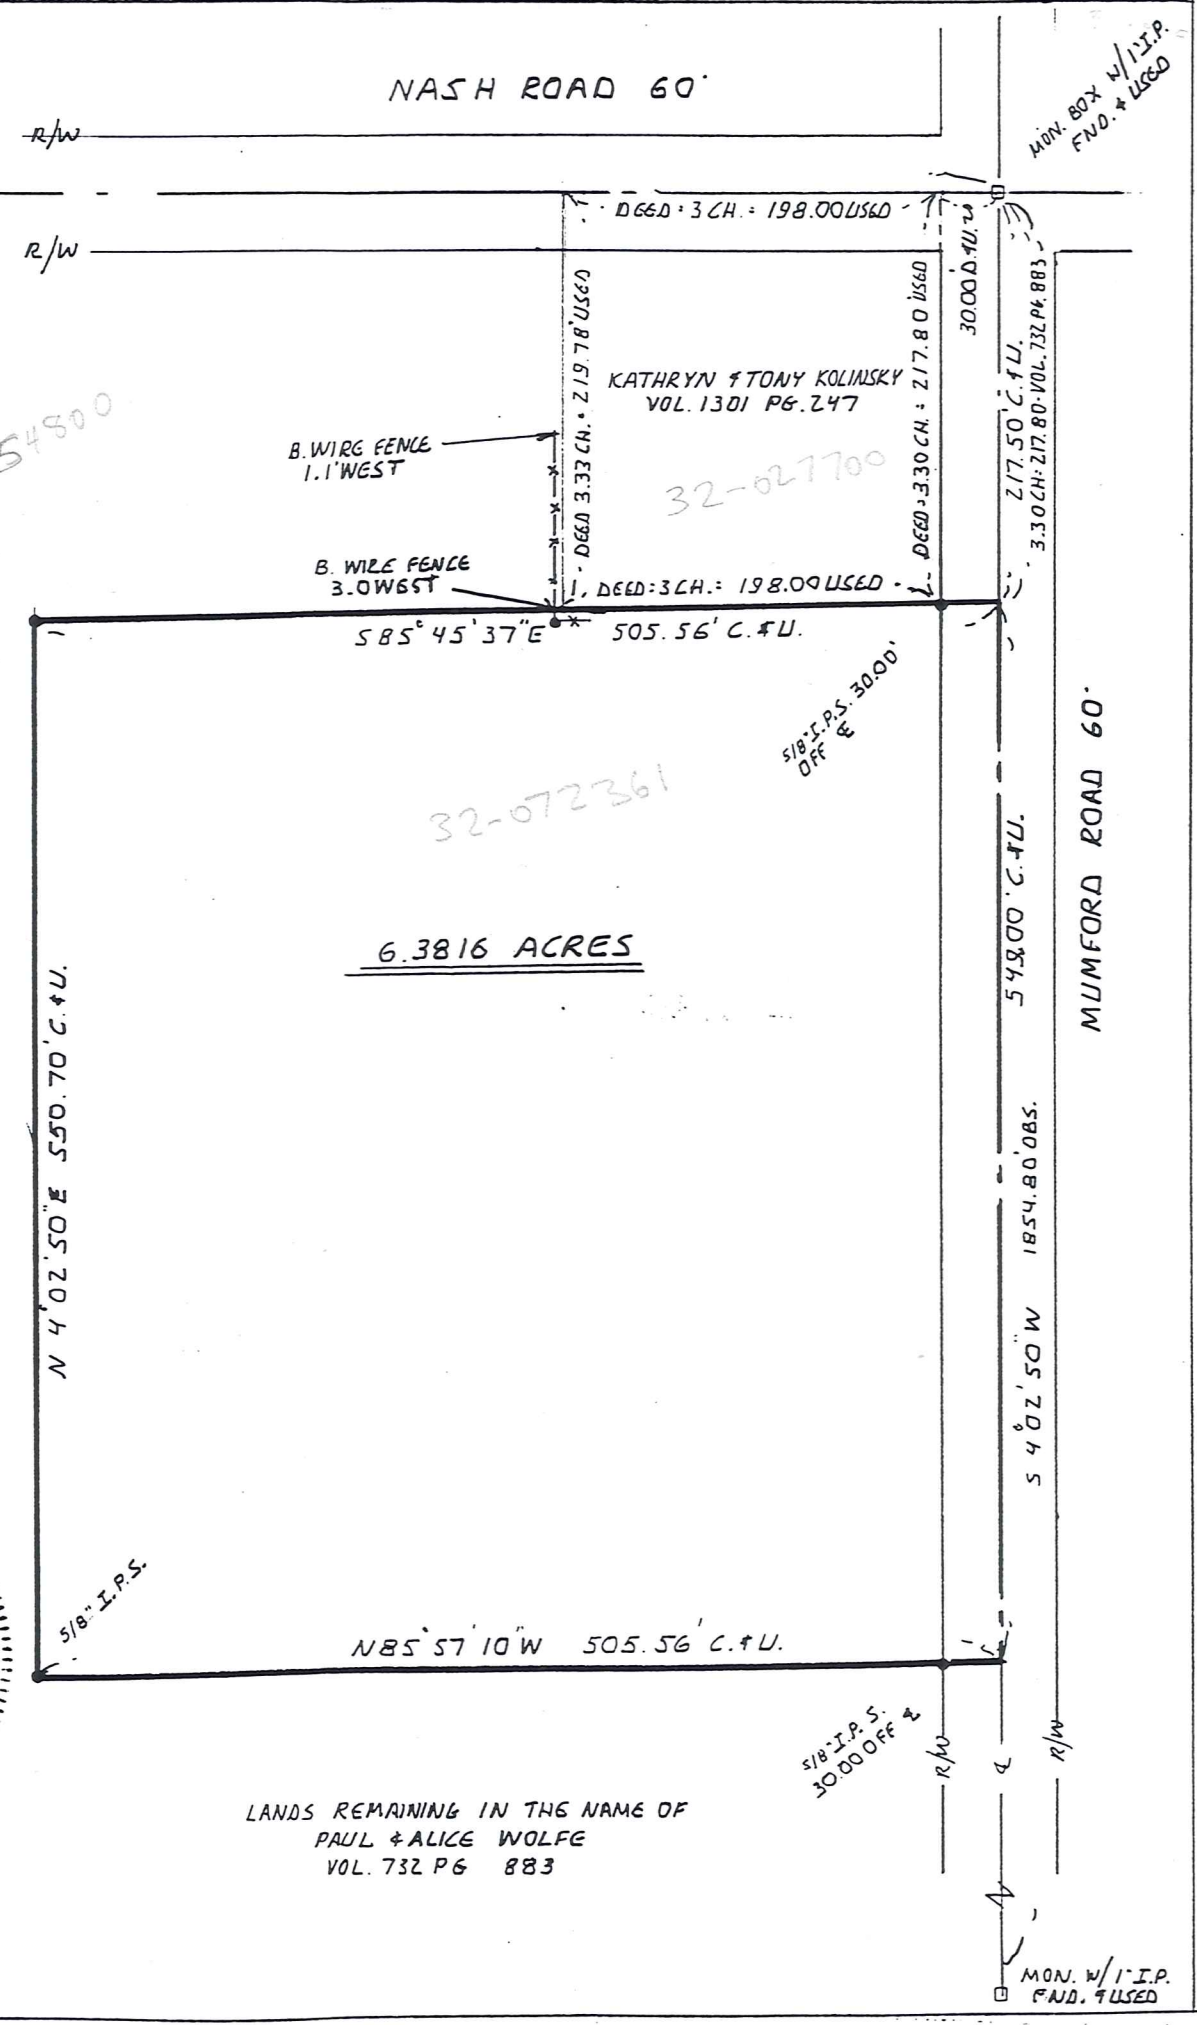 NASH ROAD 60'
R/W
R/W
MON. BOX W/1" I.P.
FND. & USED
DEED: 3 CH. = 198.00 USED
30.00 D. & U.
DEED 3.33 CH. = 219.78' USED
DEED: 3.30 CH. = 217.80 USED
217.50' C. & U.
3.30 CH: 217.80 - VOL. 732 PG. 883
KATHRYN & TONY KOLINSKY
VOL. 1301 PG. 247
54800
32-027700
B. WIRE FENCE
1.1' WEST
B. WIRE FENCE
3.0 WEST
DEED: 3 CH. = 198.00 USED
S 85° 45' 37" E 505.56' C. & U.
5/8" I.P.S. 30.00'
OFF ℄
32-072361
6.3816 ACRES
MUMFORD ROAD 60'
549.00' C. & U.
N 4° 02' 50" E 550.70' C. & U.
S 4° 02' 50" W 1854.80' OBS.
5/8" I.P.S.
N 85° 57' 10" W 505.56' C. & U.
5/8" I.P.S.
30.00 OFF ℄
R/W
℄
R/W
LANDS REMAINING IN THE NAME OF
PAUL & ALICE WOLFE
VOL. 732 PG 883
MON. W/ 1" I.P.
FND. & USED